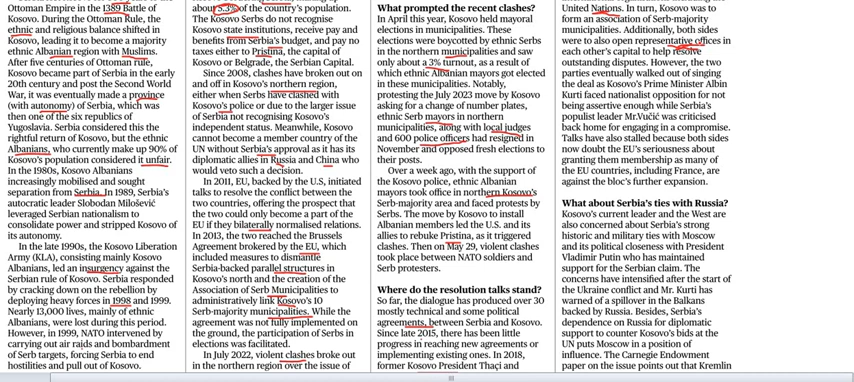 Ottoman Empire in the 1389 Battle of
Kosovo. During the Ottoman Rule, the
ethnic and religious balance shifted in
Kosovo, leading it to become a majority
ethnic Albanian region with Muslims.
After five centuries of Ottoman rule,
Kosovo became part of Serbia in the early
20th century and post the Second World
War, it was eventually made a province
(with autonomy) of Serbia, which was
then one of the six republics of
Yugoslavia. Serbia considered this the
rightful return of Kosovo, but the ethnic
Albanians, who currently make up 90% of
Kosovo's population considered it unfair.
In the 1980s, Kosovo Albanians
increasingly mobilised and sought
separation from Serbia. In 1989, Serbia's
autocratic leader Slobodan Milošević
leveraged Serbian nationalism to
consolidate power and stripped Kosovo of
its autonomy.
In the late 1990s, the Kosovo Liberation
Army (KLA), consisting mainly Kosovo
Albanians, led an insurgency against the
Serbian rule of Kosovo. Serbia responded
by cracking down on the rebellion by
deploying heavy forces in 1998 and 1999.
Nearly 13,000 lives, mainly of ethnic
Albanians, were lost during this period.
However, in 1999, NATO intervened by
carrying out air raids and bombardment
of Serb targets, forcing Serbia to end
hostilities and pull out of Kosovo.
about 5.3% of the country's population.
The Kosovo Serbs do not recognise
Kosovo state institutions, receive pay and
benefits from Serbia's budget, and pay no
taxes either to Pristina, the capital of
Kosovo or Belgrade, the Serbian Capital.
Since 2008, clashes have broken out on
and off in Kosovo's northern region,
either when Serbs have clashed with
Kosovo's police or due to the larger issue
of Serbia not recognising Kosovo's
independent status. Meanwhile, Kosovo
cannot become a member country of the
UN without Serbia's approval as it has its
diplomatic allies in Russia and China who
would veto such a decision.
In 2011, EU, backed by the U.S, initiated
talks to resolve the conflict between the
two countries, offering the prospect that
the two could only become a part of the
EU if they bilaterally normalised relations.
In 2013, the two reached the Brussels
Agreement brokered by the EU, which
included measures to dismantle
Serbia-backed parallel structures in
Kosovo's north and the creation of the
Association of Serb Municipalities to
administratively link Kosovo's 10
Serb-majority municipalities. While the
agreement was not fully implemented on
the ground, the participation of Serbs in
elections was facilitated.
In July 2022, violent clashes broke out
in the northern region over the issue of
What prompted the recent clashes?
In April this year, Kosovo held mayoral
elections in municipalities. These
elections were boycotted by ethnic Serbs
in the northern municipalities and saw
only about a 3% turnout, as a result of
which ethnic Albanian mayors got elected
in these municipalities. Notably,
protesting the July 2023 move by Kosovo
asking for a change of number plates,
ethnic Serb mayors in northern
municipalities, along with local judges
and 600 police officers had resigned in
November and opposed fresh elections to
their posts.
Over a week ago, with the support of
the Kosovo police, ethnic Albanian
mayors took office in northern Kosovo's
Serb-majority area and faced protests by
Serbs. The move by Kosovo to install
Albanian members led the U.S. and its
allies to rebuke Pristina, as it triggered
clashes. Then on May 29, violent clashes
took place between NATO soldiers and
Serb protesters.
Where do the resolution talks stand?
So far, the dialogue has produced over 30
mostly technical and some political
agreements, between Serbia and Kosovo.
Since late 2015, there has been little
progress in reaching new agreements or
implementing existing ones. In 2018,
former Kosovo President Thaçi and
United Nations. In turn, Kosovo was to
form an association of Serb-majority
municipalities. Additionally, both sides
were to also open representative offices in
each other's capital to help resolve
outstanding disputes. However, the two
parties eventually walked out of singing
the deal as Kosovo's Prime Minister Albin
Kurti faced nationalist opposition for not
being assertive enough while Serbia's
populist leader Mr.Vučić was criticised
back home for engaging in a compromise.
Talks have also stalled because both sides
now doubt the EU's seriousness about
granting them membership as many of
the EU countries, including France, are
against the bloc's further expansion.
What about Serbia's ties with Russia?
Kosovo's current leader and the West are
also concerned about Serbia's strong
historic and military ties with Moscow
and its political closeness with President
Vladimir Putin who has maintained
support for the Serbian claim. The
concerns have intensified after the start of
the Ukraine conflict and Mr. Kurti has
warned of a spillover in the Balkans
backed by Russia. Besides, Serbia's
dependence on Russia for diplomatic
support to counter Kosovo's bids at the
UN puts Moscow in a position of
influence. The Carnegie Endowment
paper on the issue points out that Kremlin